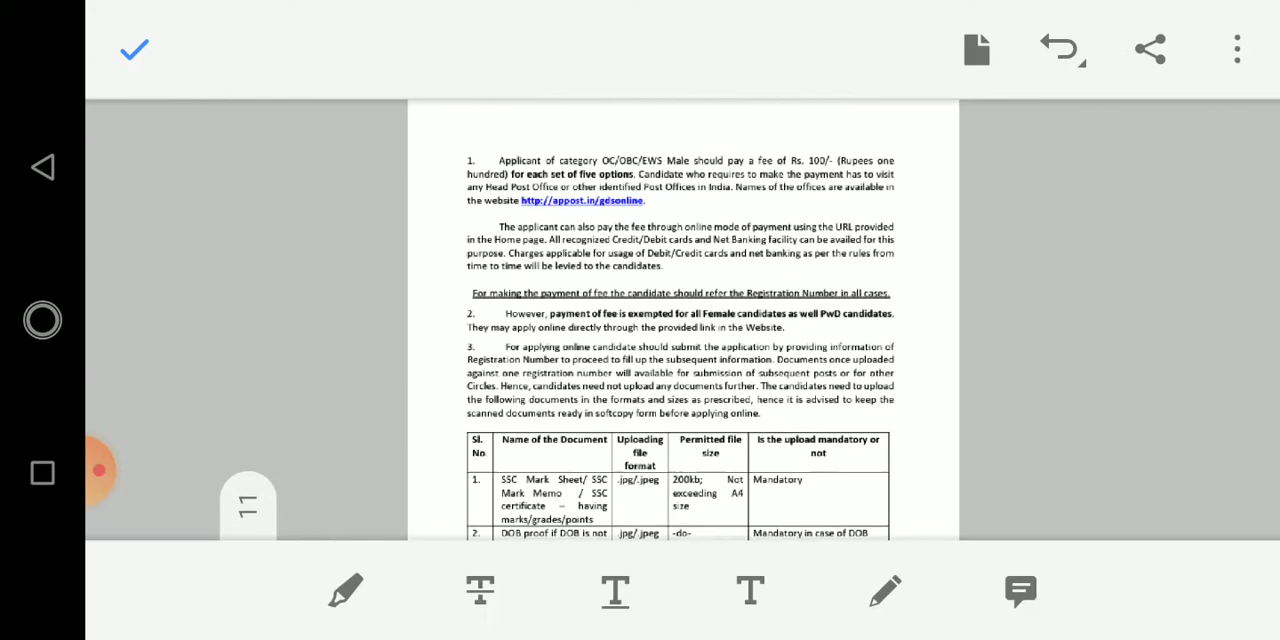 1. Applicant of category OC/OBC/EWS Male should pay a fee of Rs. 100/- (Rupees one
hundred) for each set of five options. Candidate who requires to make the payment has to visit
any Head Post Office or other identified Post Offices in India. Names of the offices are available in
the website http://appost.in/gdsonline.
The applicant can also pay the fee through online mode of payment using the URL provided
in the Home page. All recognized Credit/Debit cards and Net Banking facility can be availed for this
purpose. Charges applicable for usage of Debit/Credit cards and net banking as per the rules from
time to time will be levied to the candidates.
For making the payment of fee the candidate should refer the Registration Number in all cases.
2. However, payment of fee is exempted for all Female candidates as well PwD candidates.
They may apply online directly through the provided link in the Website.
3. For applying online candidate should submit the application by providing information of
Registration Number to proceed to fill up the subsequent information. Documents once uploaded
against one registration number will available for submission of subsequent posts or for other
Circles. Hence, candidates need not upload any documents further. The candidates need to upload
the following documents in the formats and sizes as prescribed, hence it is advised to keep the
scanned documents ready in softcopy form before applying online.
Sl. Name of the Document Uploading Permitted file Is the upload mandatory or
No file size not
format
1. SSC Mark Sheet/ SSC .jpg/.jpeg 200kb; Not Mandatory
Mark Memo / SSC exceeding A4
certificate – having size
marks/grades/points
2. DOB proof if DOB is not .jpg/.jpeg -do- Mandatory in case of DOB
11
T T T